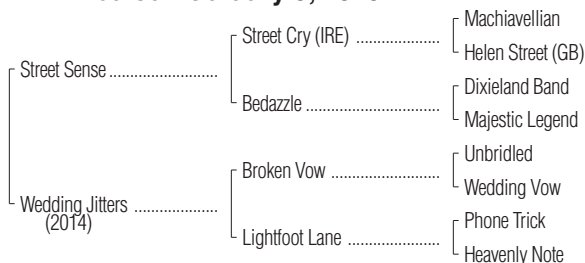 Machiavellian
Street Cry (IRE) ......................
Helen Street (GB)
Street Sense ............................
Dixieland Band
Bedazzle ...................................
Majestic Legend
Unbridled
Broken Vow ............................
Wedding Vow
Wedding Jitters .....................
(2014)
Phone Trick
Lightfoot Lane ........................
Heavenly Note